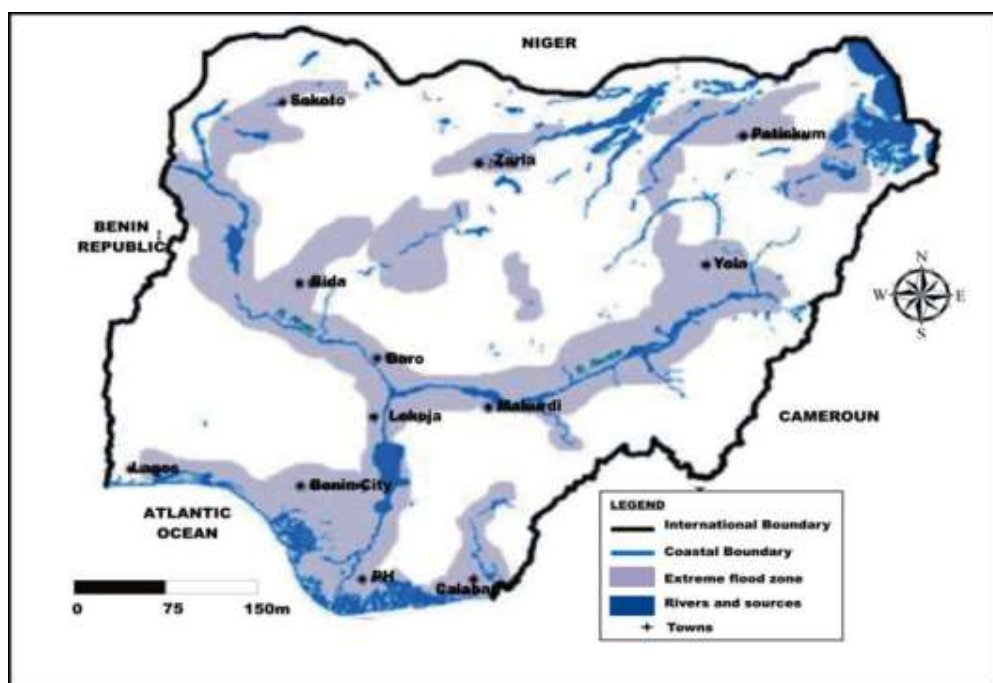 NIGER
Sokoto
Potiskum
Zaria
BENIN
REPUBLIC
Yola
Bida
N
W
E
S
Baro
Makurdi
Lokoja
CAMEROUN
Lagos
Benin City
ATLANTIC
OCEAN
PH
Calabar
LEGEND
International Boundary
Coastal Boundary
Extreme flood zone
Rivers and sources
Towns
0
75
150m